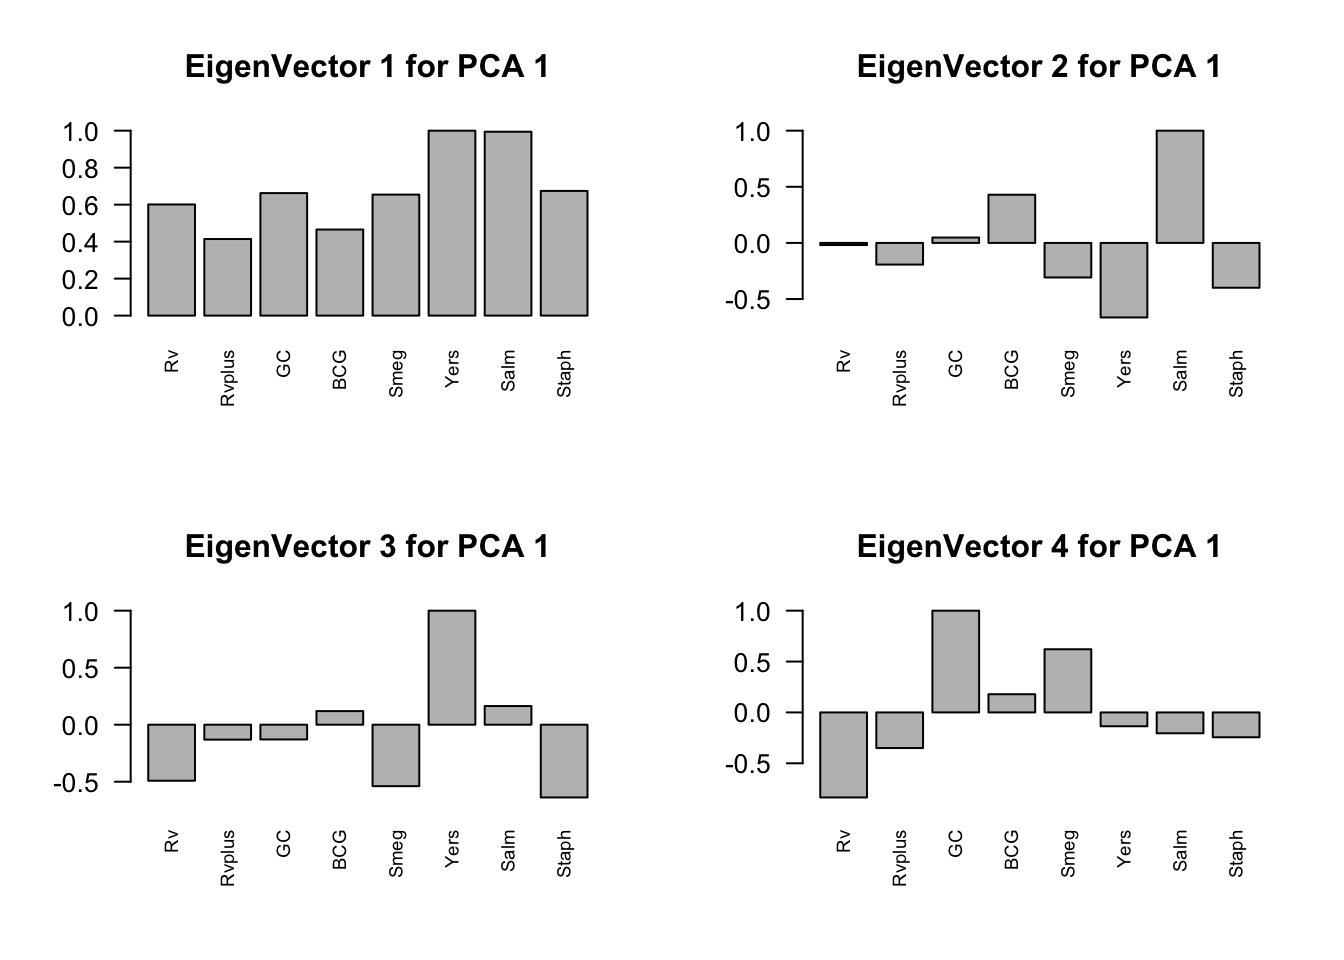 EigenVector 1 for PCA 1
1.0
0.8
0.6
0.4
0.2
0.0
Rv
Rvplus
GC
BCG
Smeg
Yers
Salm
Staph
EigenVector 2 for PCA 1
1.0
0.5
0.0
-0.5
Rv
Rvplus
GC
BCG
Smeg
Yers
Salm
Staph
EigenVector 3 for PCA 1
1.0
0.5
0.0
-0.5
Rv
Rvplus
GC
BCG
Smeg
Yers
Salm
Staph
EigenVector 4 for PCA 1
1.0
0.5
0.0
-0.5
Rv
Rvplus
GC
BCG
Smeg
Yers
Salm
Staph